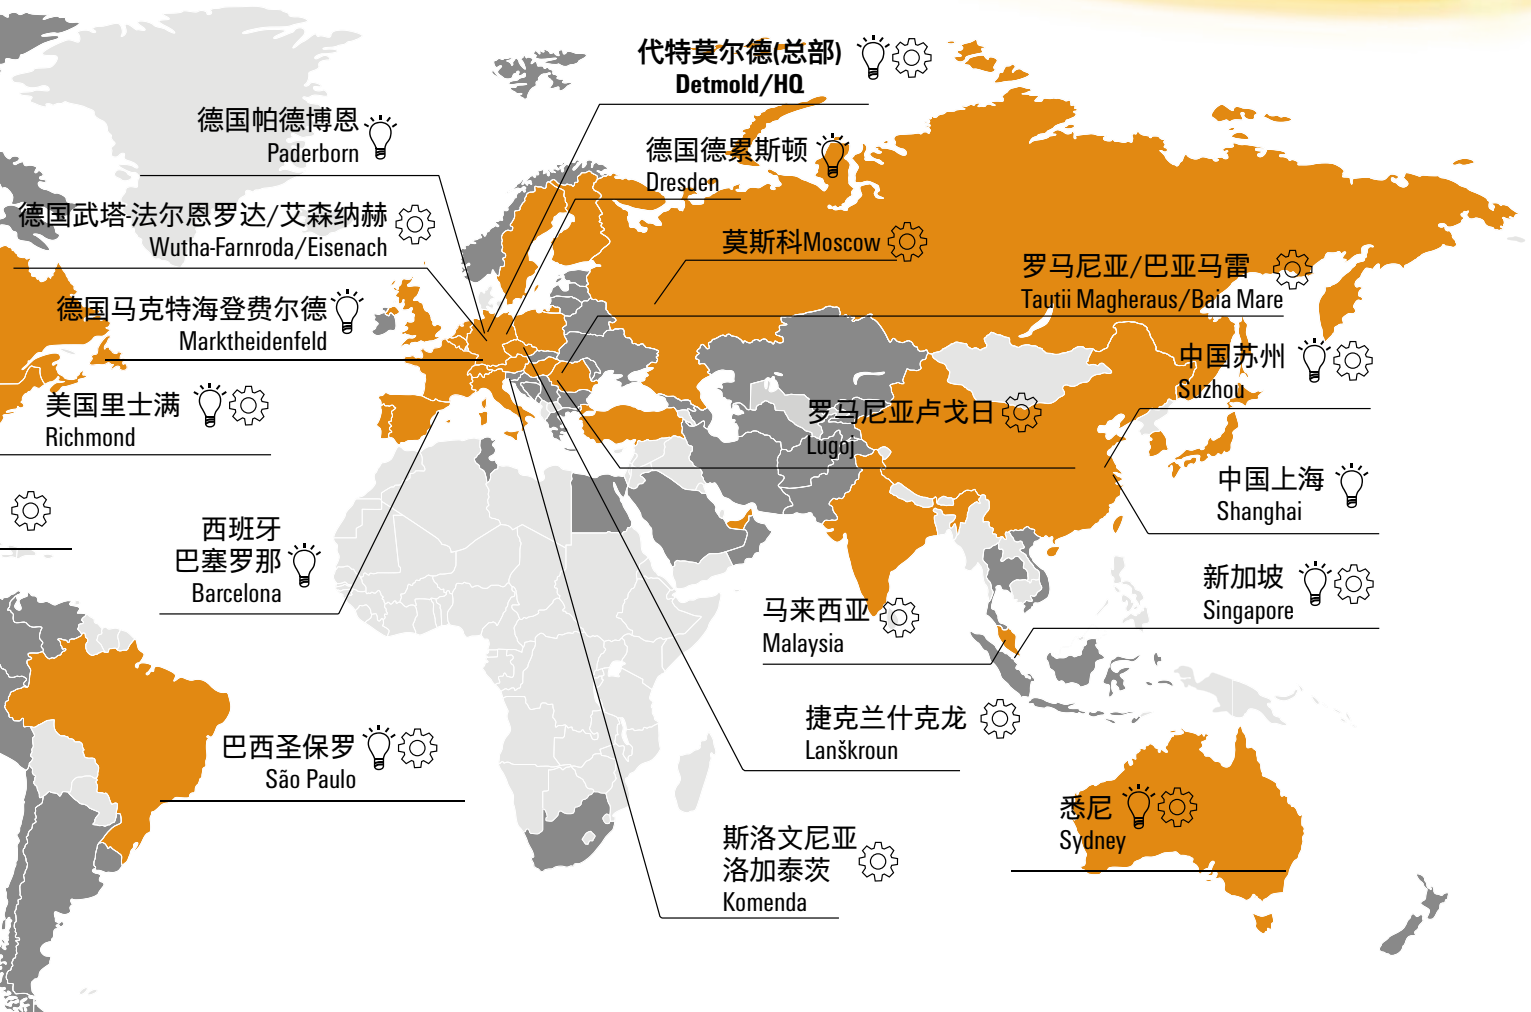 代特莫尔德(总部)
Detmold/HQ
德国帕德博恩
Paderborn
德国德累斯顿
Dresden
德国武塔-法尔恩罗达/艾森纳赫
Wutha-Farnroda/Eisenach
莫斯科Moscow
罗马尼亚/巴亚马雷
Tautii Magheraus/Baia Mare
德国马克特海登费尔德
Marktheidenfeld
中国苏州
Suzhou
美国里士满
Richmond
罗马尼亚卢戈日
Lugoj
中国上海
Shanghai
西班牙
巴塞罗那
Barcelona
新加坡
Singapore
马来西亚
Malaysia
捷克兰什克龙
Lanškroun
巴西圣保罗
São Paulo
悉尼
Sydney
斯洛文尼亚
洛加泰茨
Komenda